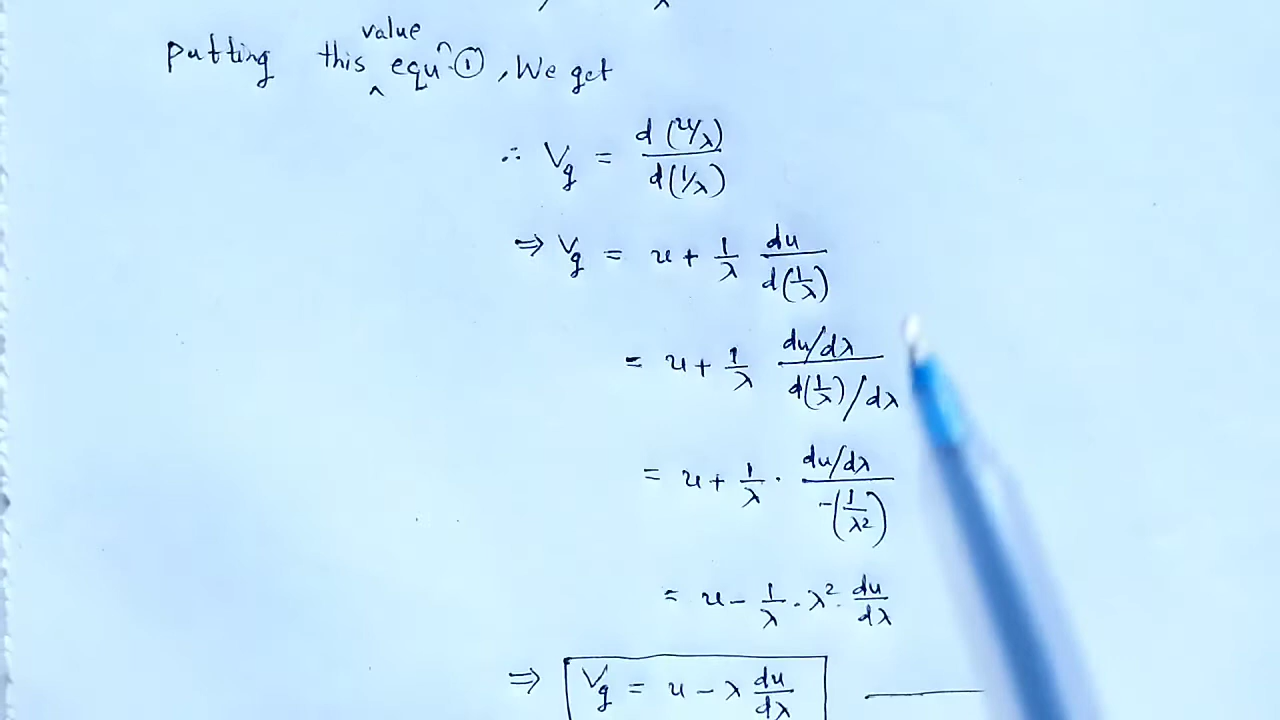 value
putting this ^ equⁿ. ①, We get
∴ Vg = d(u/λ) / d(1/λ)
⇒ Vg = u + 1/λ du / d(1/λ)
= u + 1/λ du/dλ / d(1/λ)/dλ
= u + 1/λ . du/dλ / -(1/λ²)
= u - 1/λ . λ² . du/dλ
⇒ Vg = u - λ du/dλ